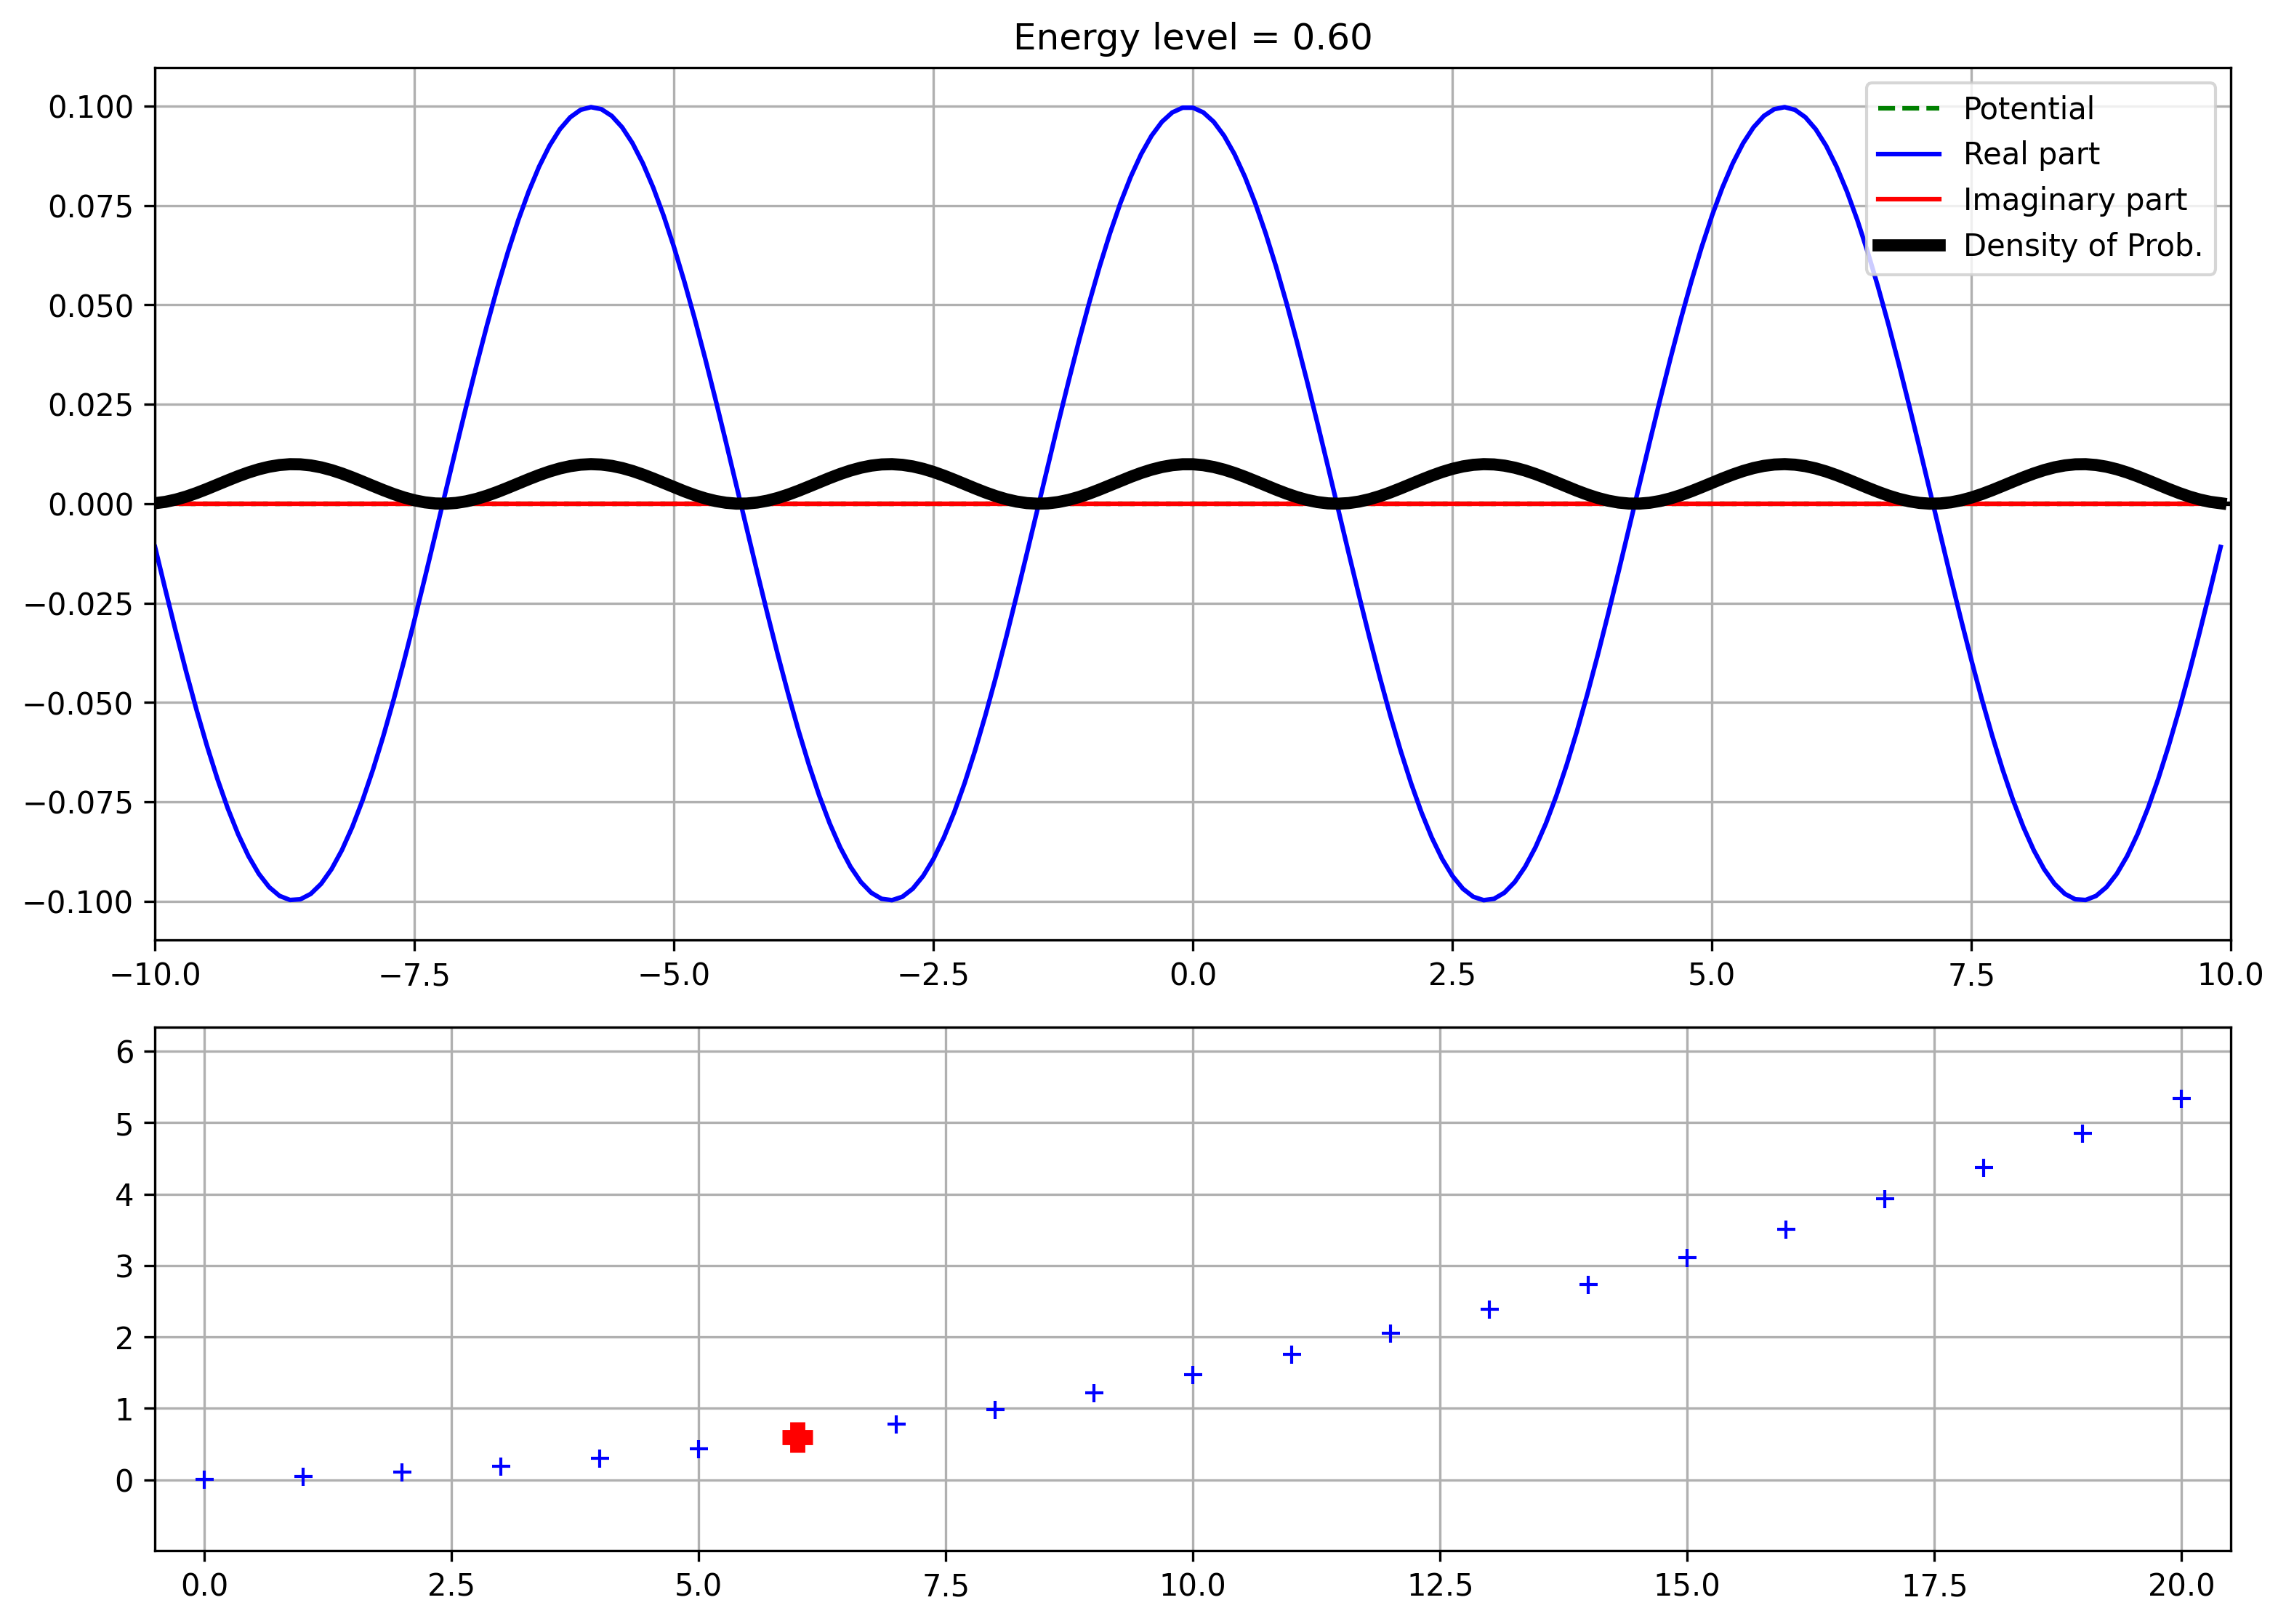 Energy level = 0.60
0.100
0.075
0.050
0.025
0.000
−0.025
−0.050
−0.075
−0.100
Potential
Real part
Imaginary part
Density of Prob.
−10.0 −7.5 −5.0 −2.5 0.0 2.5 5.0 7.5 10.0
6
5
4
3
2
1
0
0.0 2.5 5.0 7.5 10.0 12.5 15.0 17.5 20.0